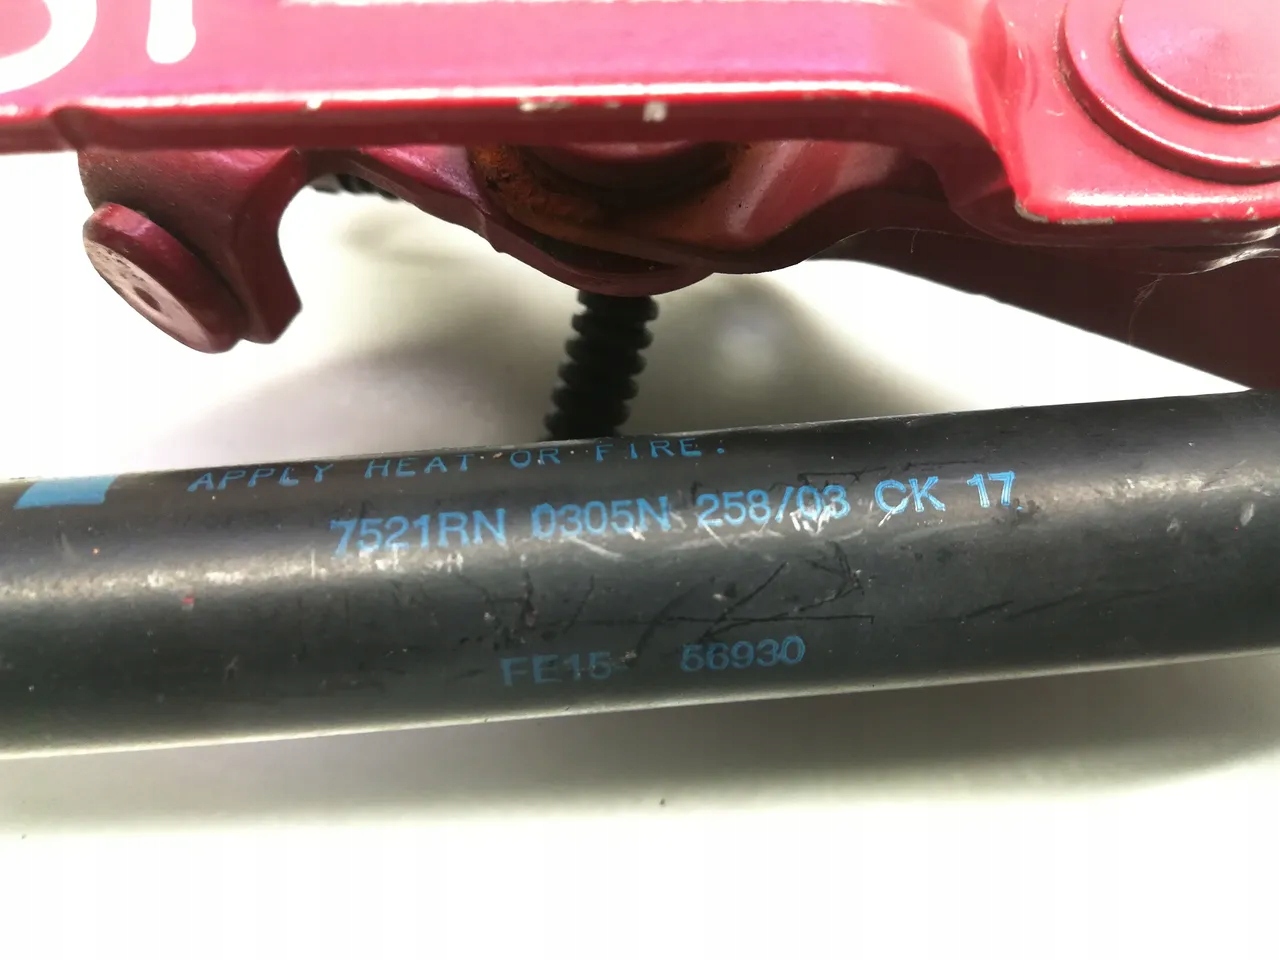 APPLY HEAT OR FIRE.
7521RN 0305N 258/03 CK 17
FE15 56930